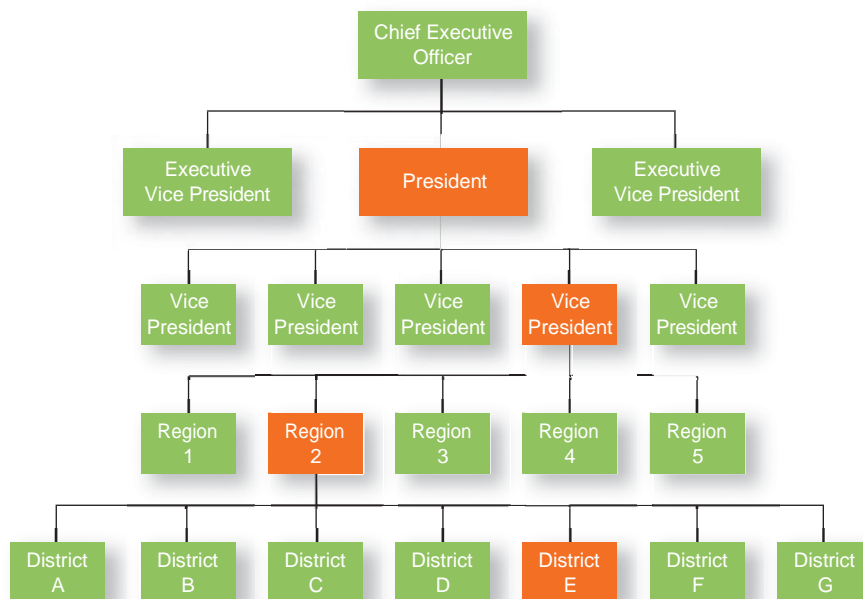 Chief Executive
Officer
Executive
Vice President
President
Executive
Vice President
Vice
President
Vice
President
Vice
President
Vice
President
Vice
President
Region
1
Region
2
Region
3
Region
4
Region
5
District
A
District
B
District
C
District
D
District
E
District
F
District
G